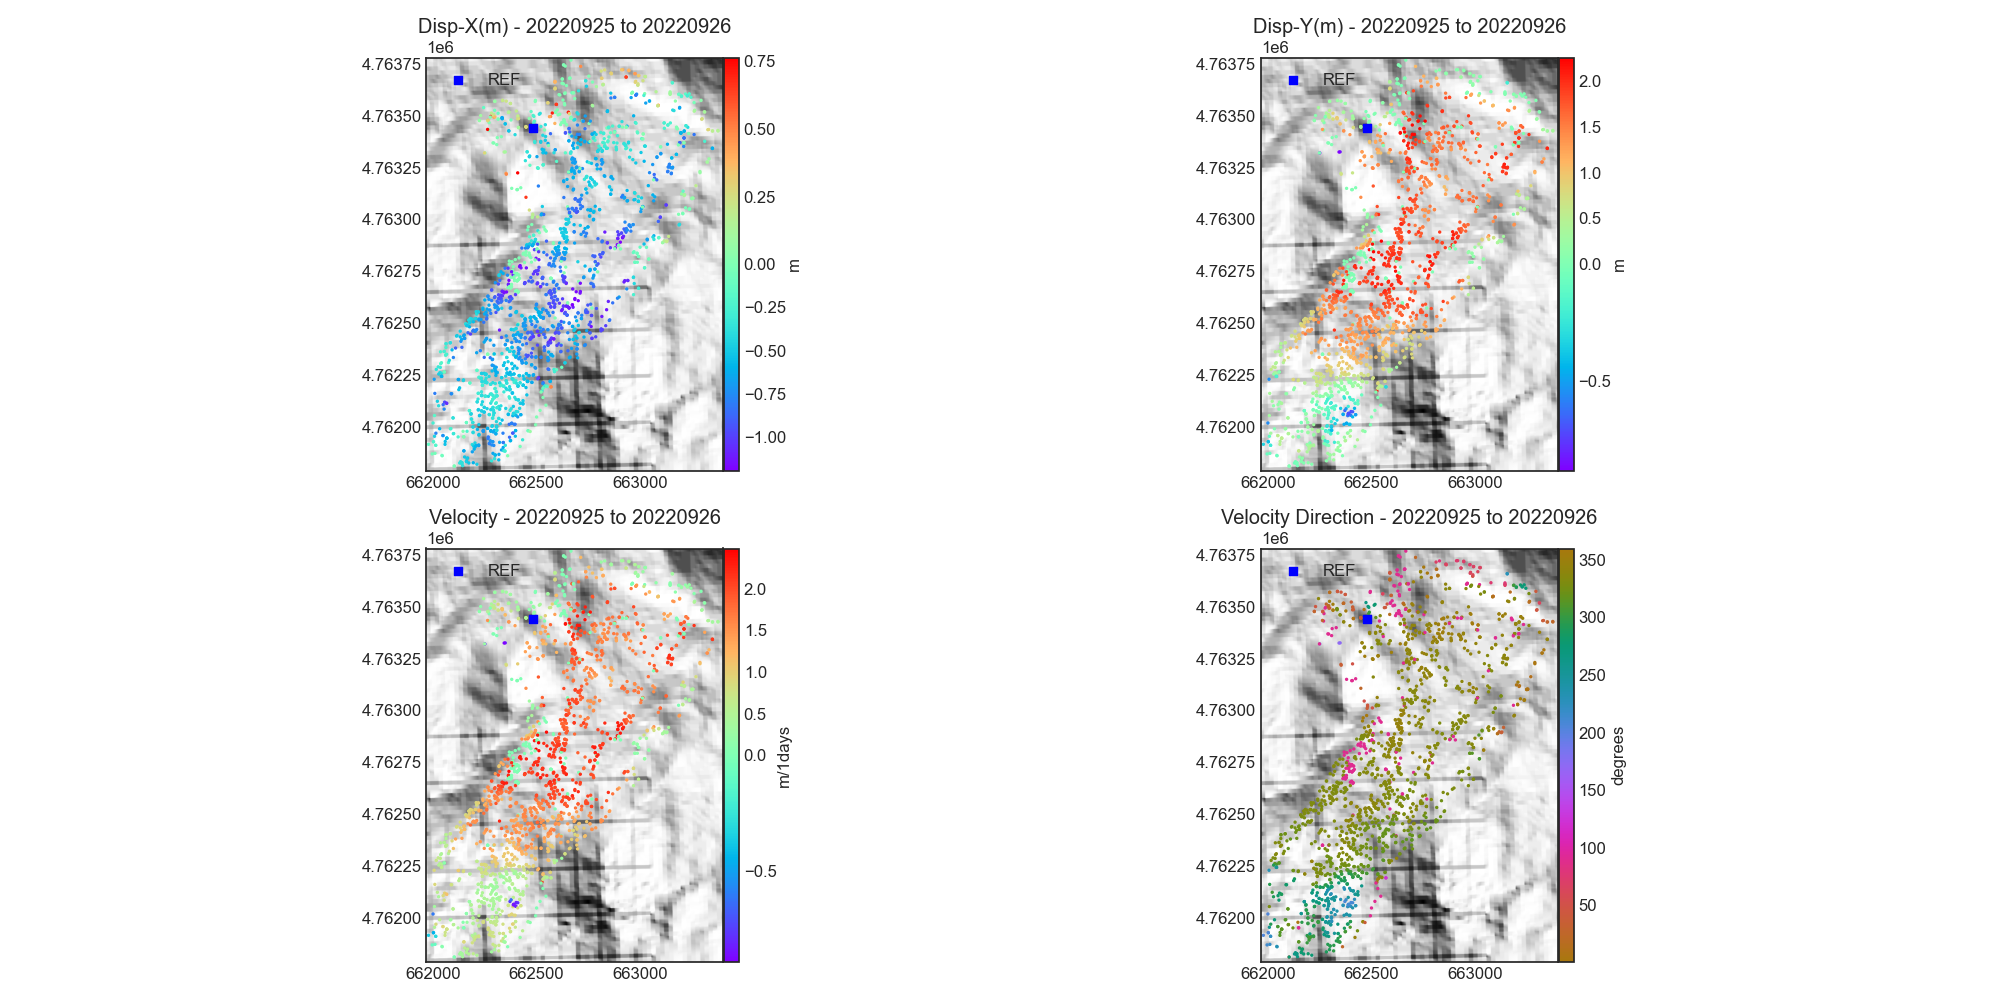 Disp-X(m) - 20220925 to 20220926
1e6
REF
4.76375
4.76350
4.76325
4.76300
4.76275
4.76250
4.76225
4.76200
662000 662500 663000
0.75
0.50
0.25
0.00
−0.25
−0.50
−0.75
−1.00
m
Disp-Y(m) - 20220925 to 20220926
1e6
REF
4.76375
4.76350
4.76325
4.76300
4.76275
4.76250
4.76225
4.76200
662000 662500 663000
2.0
1.5
1.0
0.5
0.0
−0.5
m
Velocity - 20220925 to 20220926
1e6
REF
4.76375
4.76350
4.76325
4.76300
4.76275
4.76250
4.76225
4.76200
662000 662500 663000
2.0
1.5
1.0
0.5
0.0
−0.5
m/1days
Velocity Direction - 20220925 to 20220926
1e6
REF
4.76375
4.76350
4.76325
4.76300
4.76275
4.76250
4.76225
4.76200
662000 662500 663000
350
300
250
200
150
100
50
degrees